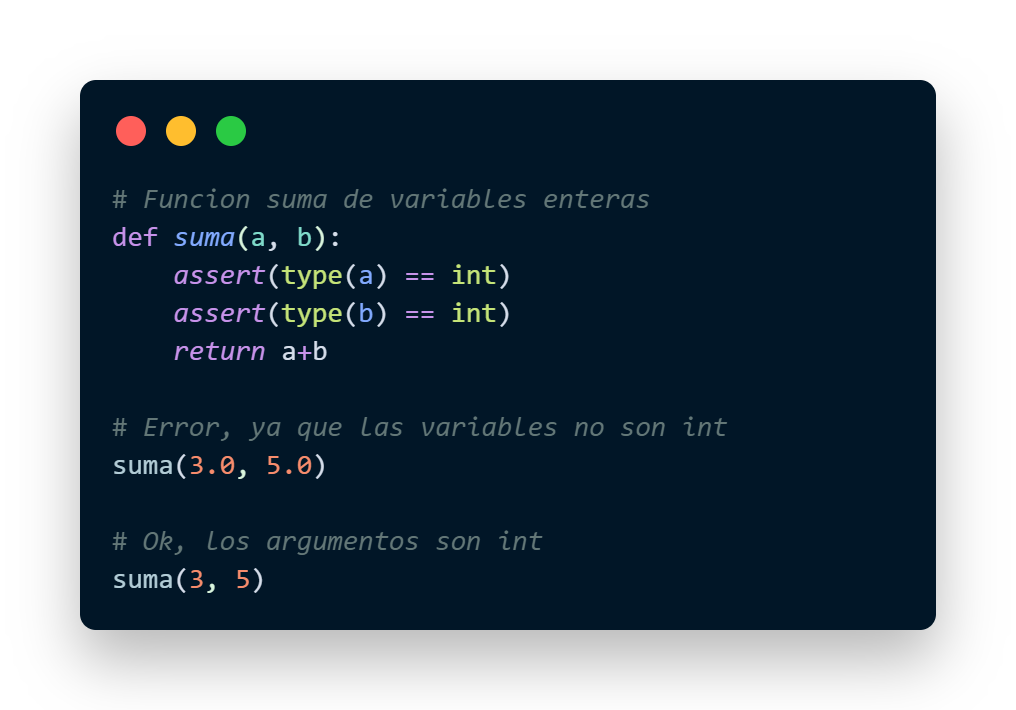 # Funcion suma de variables enteras
def suma(a, b):
    assert(type(a) == int)
    assert(type(b) == int)
    return a+b

# Error, ya que las variables no son int
suma(3.0, 5.0)

# Ok, los argumentos son int
suma(3, 5)